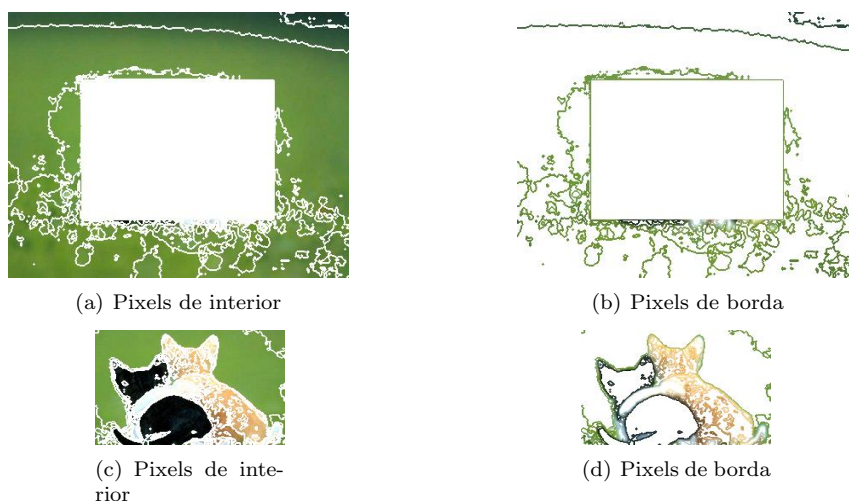 (a) Pixels de interior
(b) Pixels de borda
(c) Pixels de inte-
rior
(d) Pixels de borda